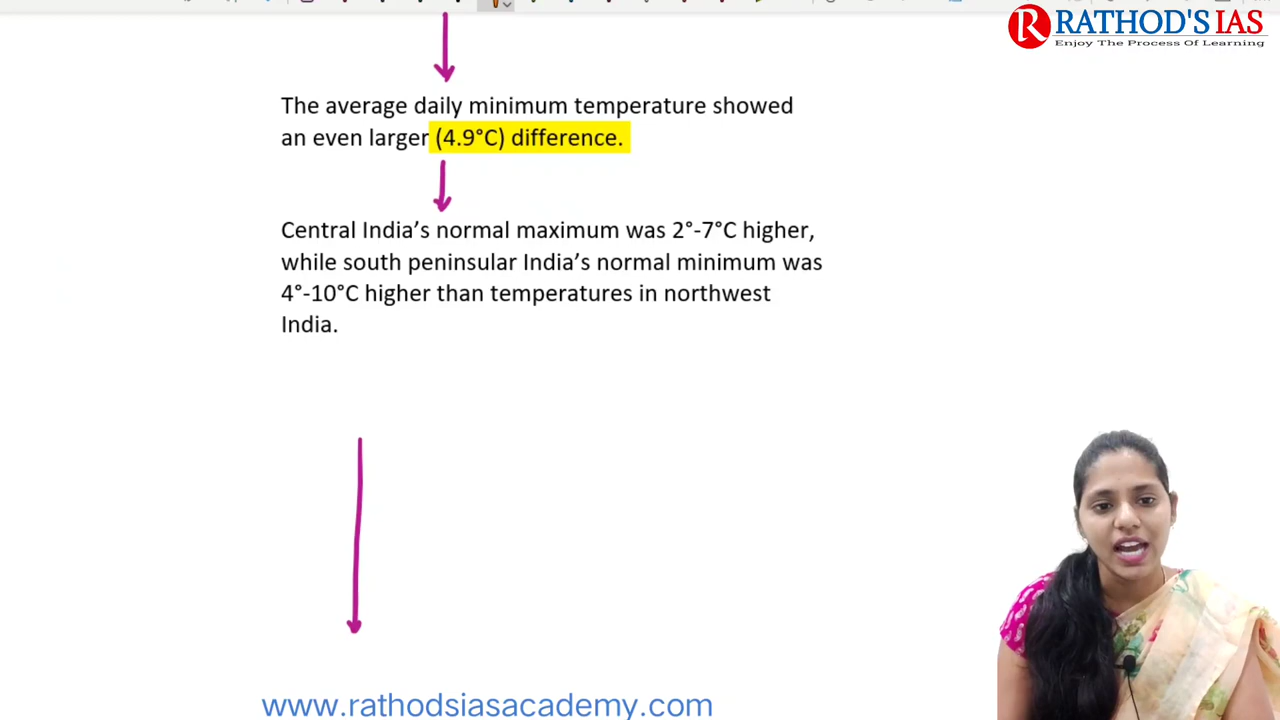 R RATHOD'S IAS
Enjoy The Process Of Learning
The average daily minimum temperature showed
an even larger (4.9°C) difference.
Central India’s normal maximum was 2°-7°C higher,
while south peninsular India’s normal minimum was
4°-10°C higher than temperatures in northwest
India.
www.rathodsiasacademy.com